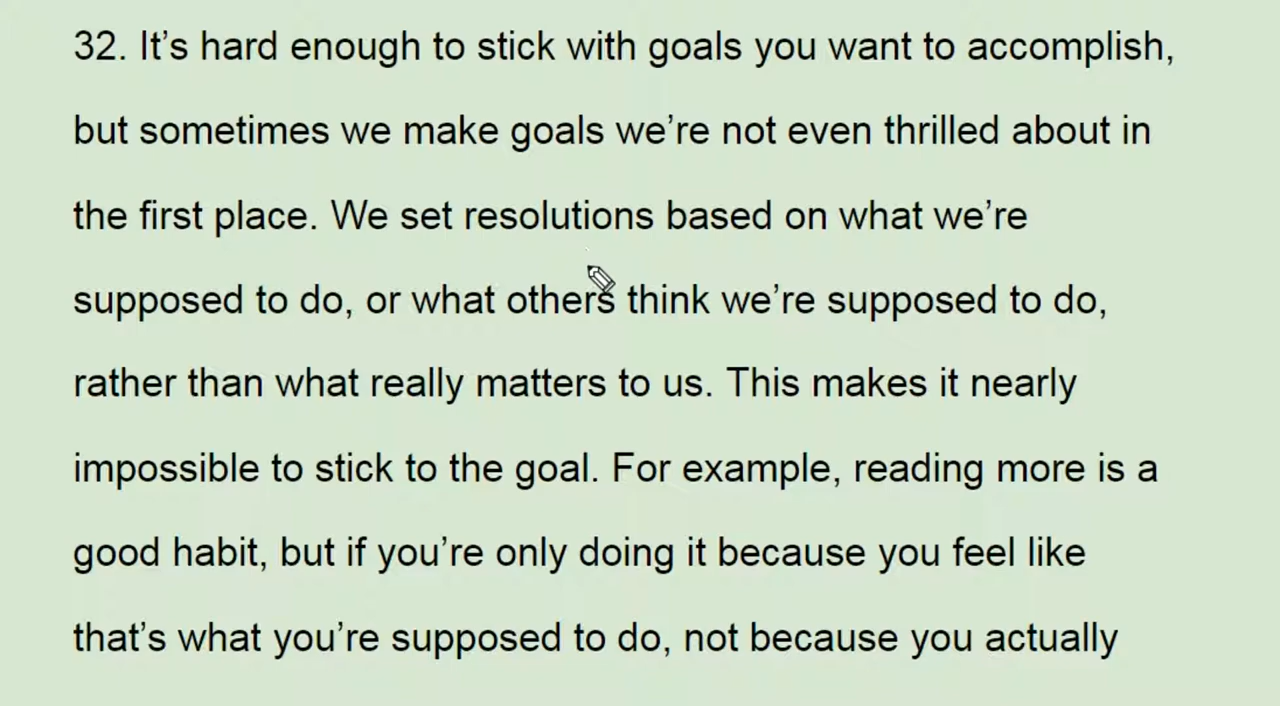 32. It’s hard enough to stick with goals you want to accomplish,
but sometimes we make goals we’re not even thrilled about in
the first place. We set resolutions based on what we’re
supposed to do, or what others think we’re supposed to do,
rather than what really matters to us. This makes it nearly
impossible to stick to the goal. For example, reading more is a
good habit, but if you’re only doing it because you feel like
that’s what you’re supposed to do, not because you actually